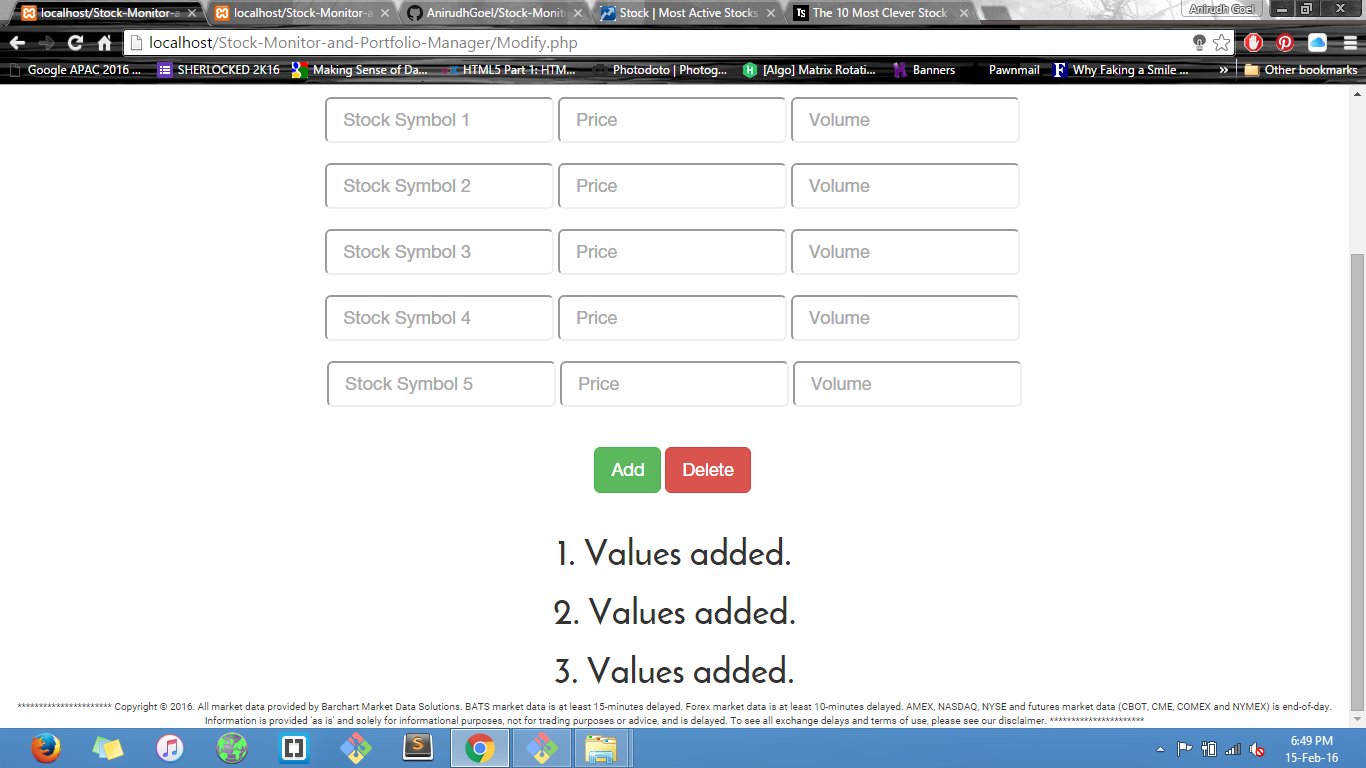 localhost/Stock-Monitor-a
localhost/Stock-Monitor-a
AnirudhGoel/Stock-Monit
Stock | Most Active Stocks
Ts The 10 Most Clever Stock
Anirudh Goel
localhost/Stock-Monitor-and-Portfolio-Manager/Modify.php
Google APAC 2016 ...
SHERLOCKED 2K16
Making Sense of Da...
HTML5 Part 1: HTM...
Photodoto | Photog...
[Algo] Matrix Rotati...
Banners
Pawnmail
Why Faking a Smile ...
»
Other bookmarks
Stock Symbol 1 Price Volume
Stock Symbol 2 Price Volume
Stock Symbol 3 Price Volume
Stock Symbol 4 Price Volume
Stock Symbol 5 Price Volume
Add Delete
1. Values added.
2. Values added.
3. Values added.
********************** Copyright © 2016. All market data provided by Barchart Market Data Solutions. BATS market data is at least 15-minutes delayed. Forex market data is at least 10-minutes delayed. AMEX, NASDAQ, NYSE and futures market data (CBOT, CME, COMEX and NYMEX) is end-of-day.
Information is provided 'as is' and solely for informational purposes, not for trading purposes or advice, and is delayed. To see all exchange delays and terms of use, please see our disclaimer. **********************
6:49 PM
15-Feb-16